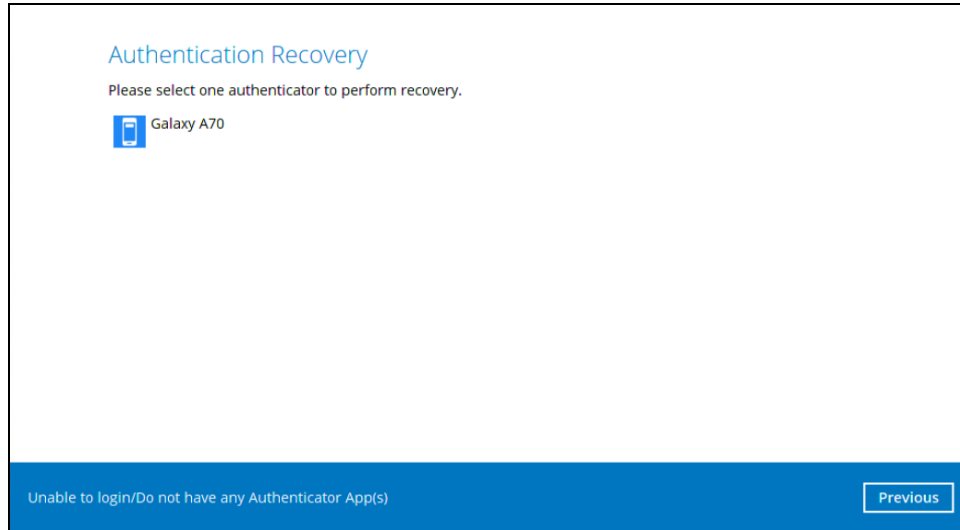 Authentication Recovery
Please select one authenticator to perform recovery.
Galaxy A70
Unable to login/Do not have any Authenticator App(s)
Previous